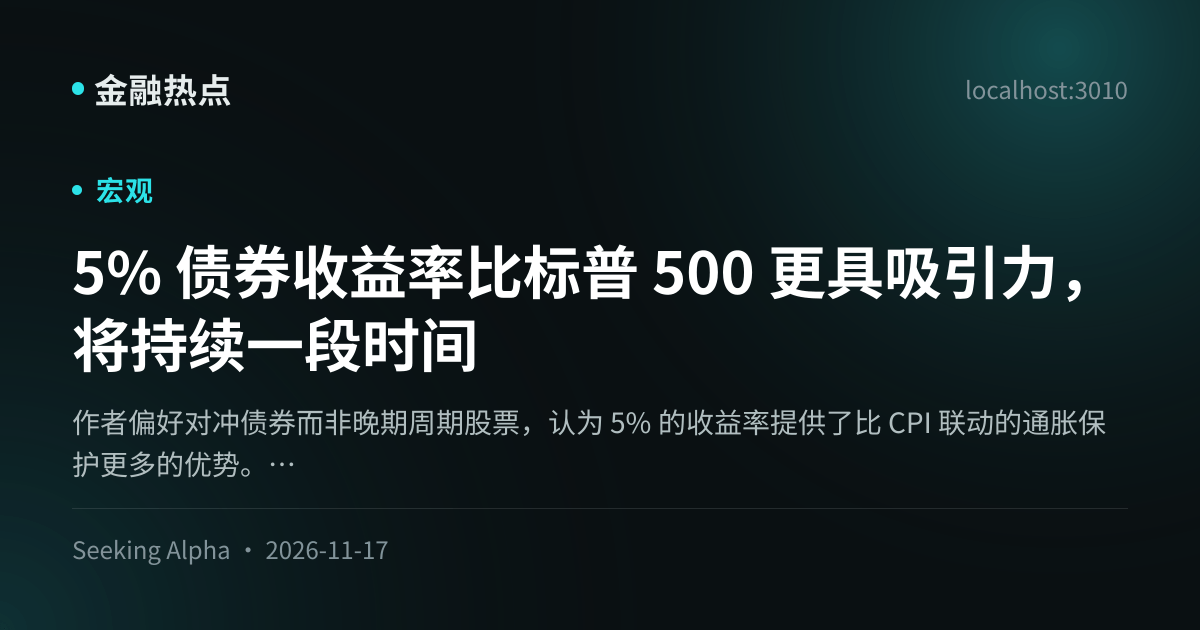 金融热点
localhost:3010
宏观
5% 债券收益率比标普 500 更具吸引力，
将持续一段时间
作者偏好对冲债券而非晚期周期股票，认为 5% 的收益率提供了比 CPI 联动的通胀保
护更多的优势。…
Seeking Alpha · 2026-11-17